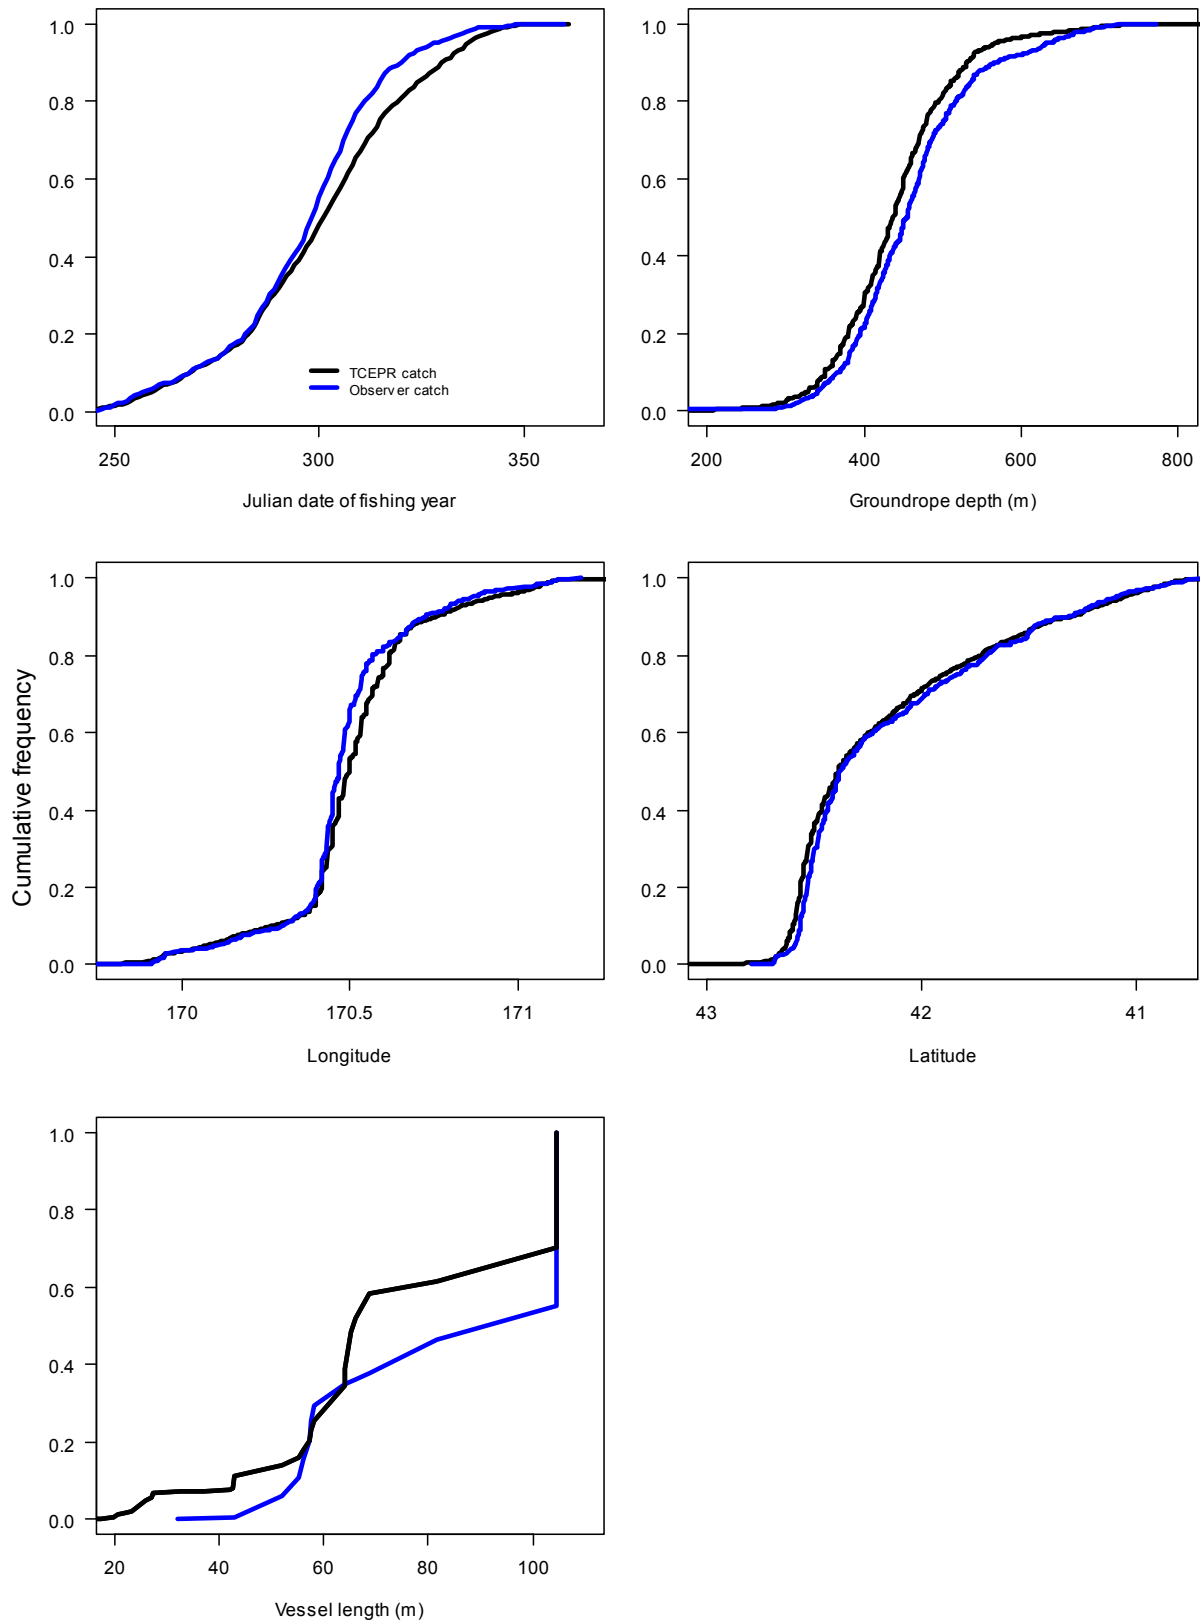 1.0
0.8
0.6
0.4
0.2
0.0
TCEPR catch
Observer catch
250 300 350
Julian date of fishing year
1.0
0.8
0.6
0.4
0.2
0.0
200 400 600 800
Groundrope depth (m)
Cumulative frequency
1.0
0.8
0.6
0.4
0.2
0.0
170 170.5 171
Longitude
1.0
0.8
0.6
0.4
0.2
0.0
43 42 41
Latitude
1.0
0.8
0.6
0.4
0.2
0.0
20 40 60 80 100
Vessel length (m)